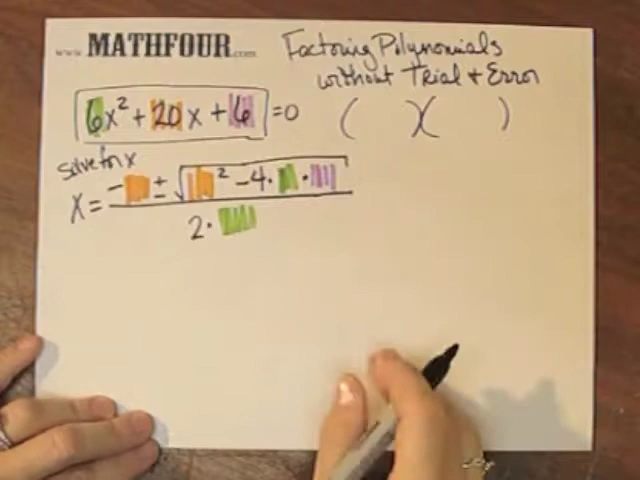 www.MATHFOUR.com
Factoring Polynomials
without Trial + Error
6x² + 20x + 6 = 0 ( )( )
solve for x
x = - ± √ ² - 4· ·
2·